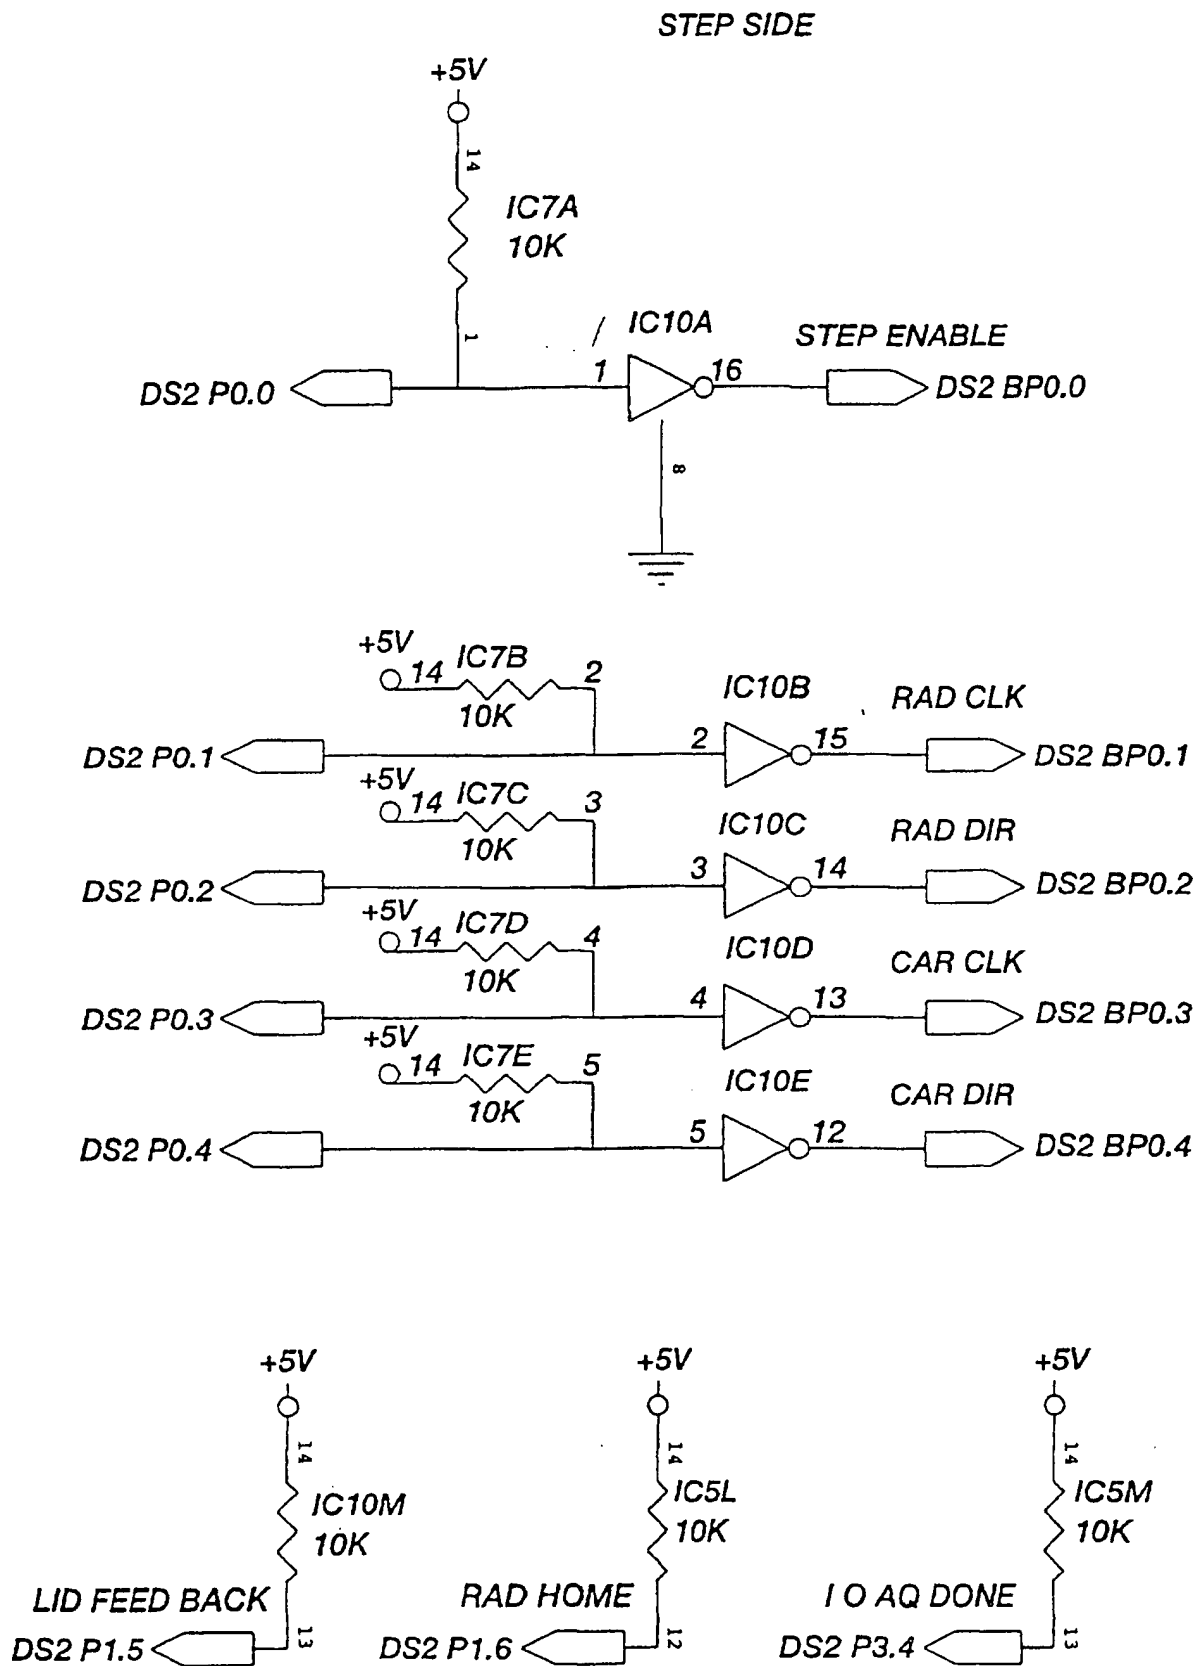 STEP SIDE
+5V
14
IC7A
10K
1
IC10A
STEP ENABLE
DS2 P0.0
1
16
DS2 BP0.0
8
+5V
14
IC7B
10K
2
IC10B
RAD CLK
DS2 P0.1
2
15
DS2 BP0.1
+5V
14
IC7C
10K
3
IC10C
RAD DIR
DS2 P0.2
3
14
DS2 BP0.2
+5V
14
IC7D
10K
4
IC10D
CAR CLK
DS2 P0.3
4
13
DS2 BP0.3
+5V
14
IC7E
10K
5
IC10E
CAR DIR
DS2 P0.4
5
12
DS2 BP0.4
+5V
14
IC10M
10K
LID FEED BACK
DS2 P1.5
13
+5V
14
IC5L
10K
RAD HOME
DS2 P1.6
12
+5V
14
IC5M
10K
I O AQ DONE
DS2 P3.4
13